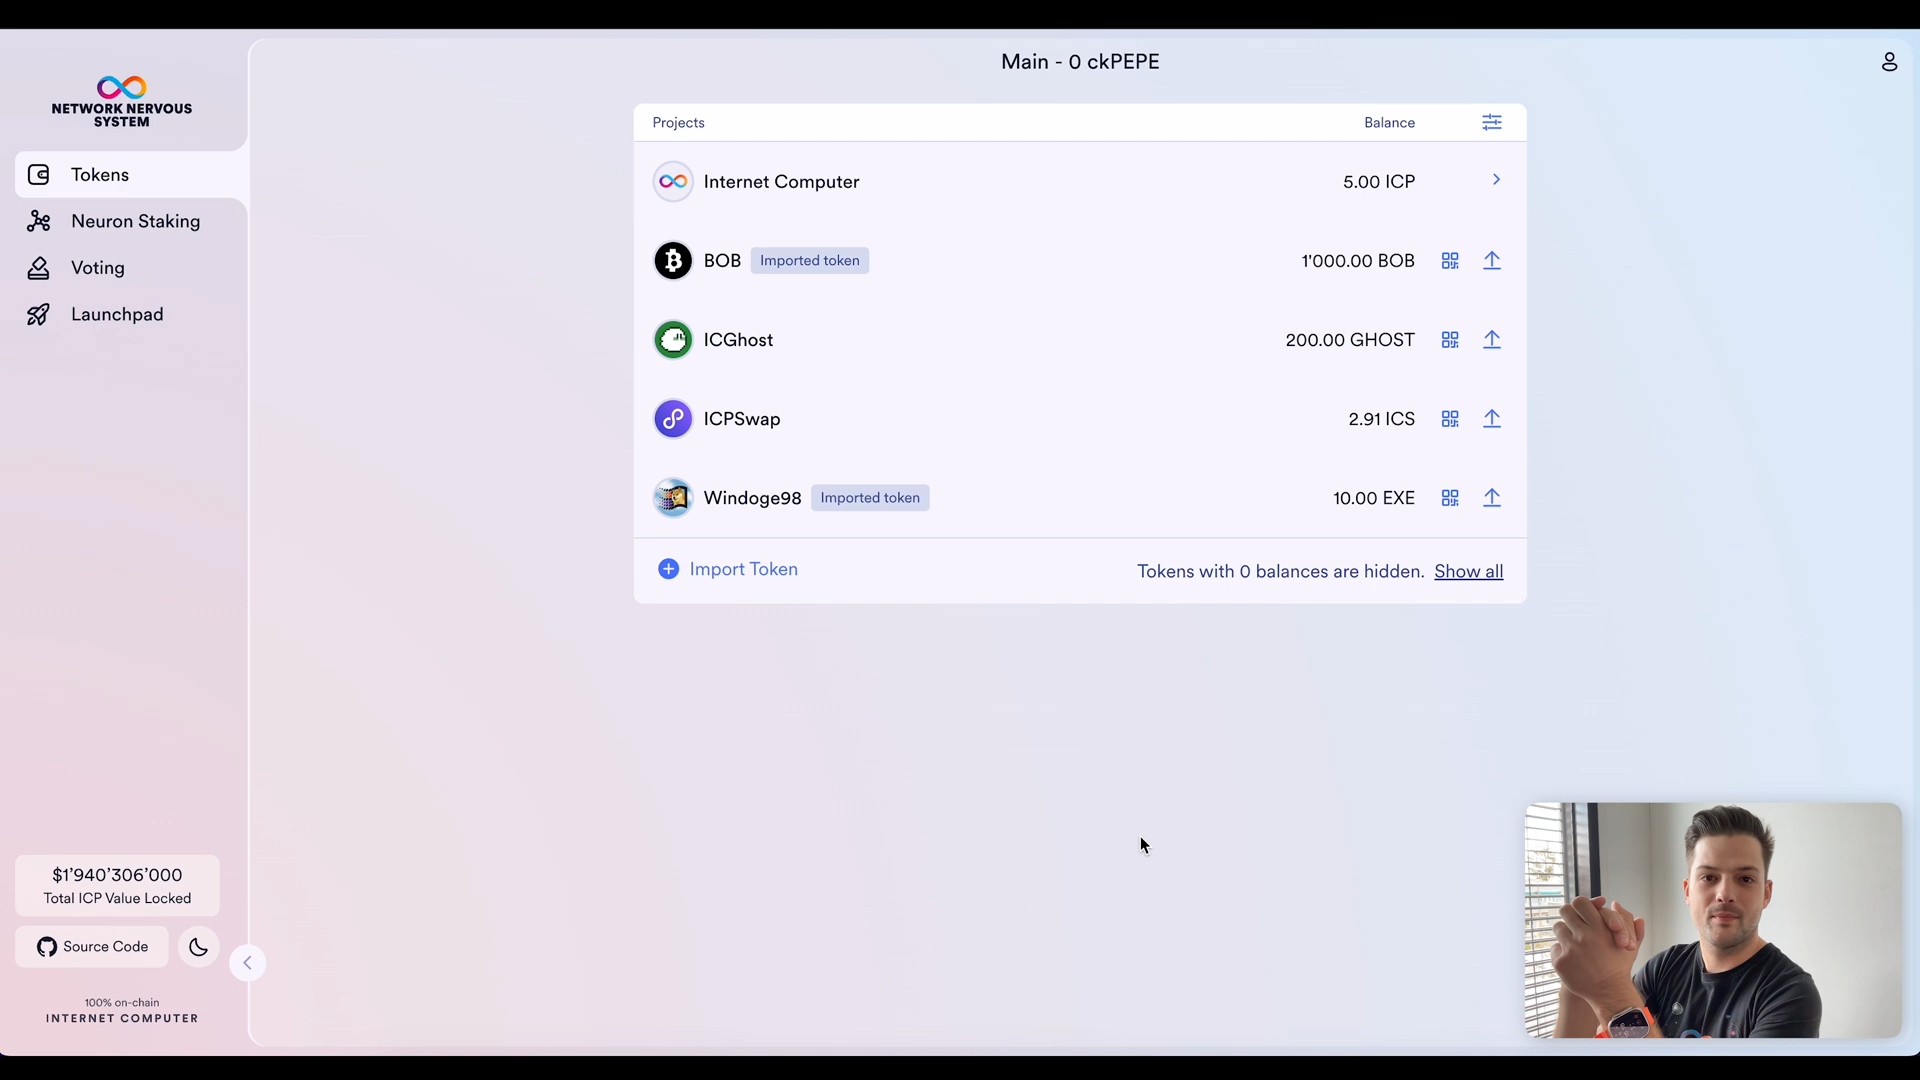 NETWORK NERVOUS
SYSTEM
Tokens
Neuron Staking
Voting
Launchpad
$1’940’306’000
Total ICP Value Locked
Source Code
100% on-chain
INTERNET COMPUTER
Main - 0 ckPEPE
Projects Balance
Internet Computer 5.00 ICP
BOB Imported token 1'000.00 BOB
ICGhost 200.00 GHOST
ICPSwap 2.91 ICS
Windoge98 Imported token 10.00 EXE
Import Token Tokens with 0 balances are hidden. Show all